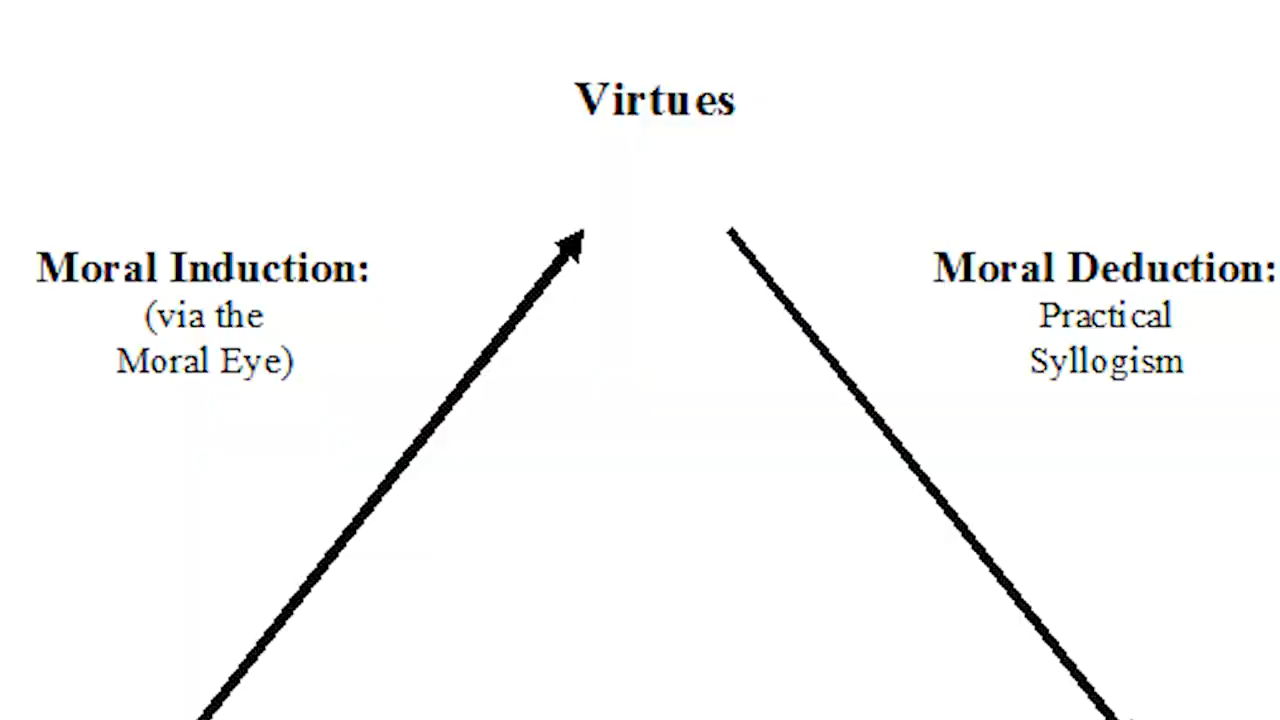 Virtues
Moral Induction:
(via the
Moral Eye)
Moral Deduction:
Practical
Syllogism